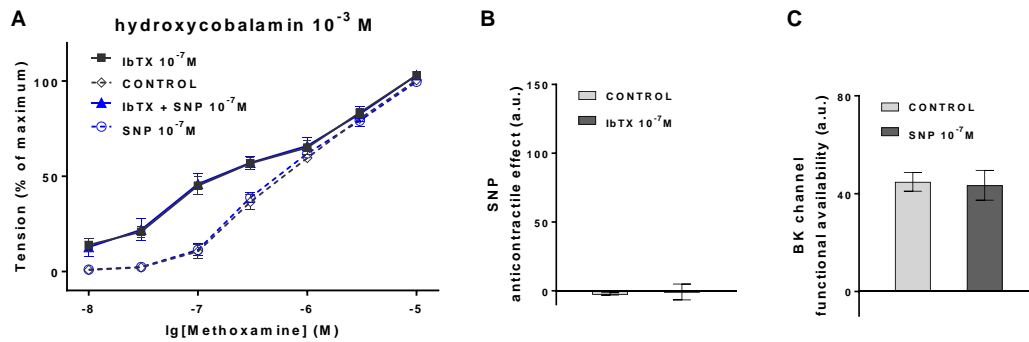 A
hydroxycobalamin 10⁻³ M
IbTX 10⁻⁷M
CONTROL
IbTX + SNP 10⁻⁷M
SNP 10⁻⁷M
100
50
0
Tension (% of maximum)
-8
-7
-6
-5
lg[Methoxamine] (M)
B
150
100
50
0
-50
SNP
anticontractile effect (a.u.)
CONTROL
IbTX 10⁻⁷M
C
80
40
0
BK channel
functional availability (a.u.)
CONTROL
SNP 10⁻⁷M